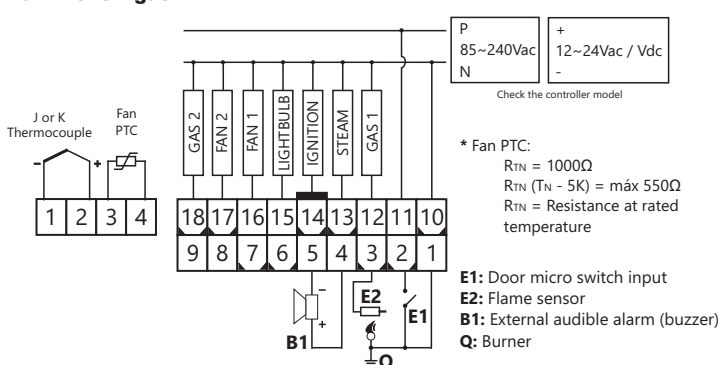 P
85~240Vac
N
+
12~24Vac / Vdc
-
Check the controller model
GAS 2
FAN 2
FAN 1
LIGHTBULB
IGNITION
STEAM
GAS 1
J or K
Thermocouple
Fan
PTC
- +
1 2 3 4
18 17 16 15 14 13 12 11 10
9 8 7 6 5 4 3 2 1
-
+
B1
E2
E1
Q
* Fan PTC:
RTN = 1000Ω
RTN (TN - 5K) = máx 550Ω
RTN = Resistance at rated
temperature
E1: Door micro switch input
E2: Flame sensor
B1: External audible alarm (buzzer)
Q: Burner